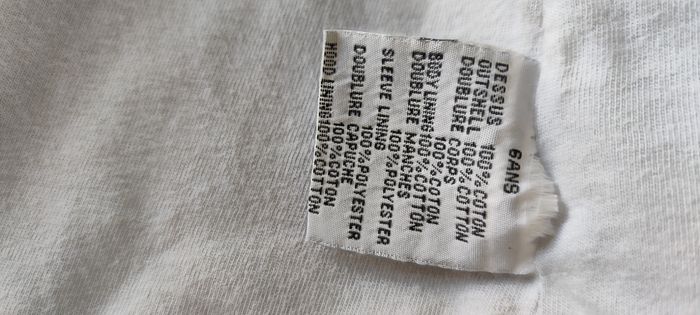 6ANS
DESSUS 100%COTON
OUTSHELL 100%COTTON
DOUBLURE CORPS
100%COTON
BODY LINING100%COTTON
DOUBLURE MANCHES
100%POLYESTER
SLEEVE LINING
100%POLYESTER
DOUBLURE CAPUCHE
100%COTON
HOOD LINING100%COTTON